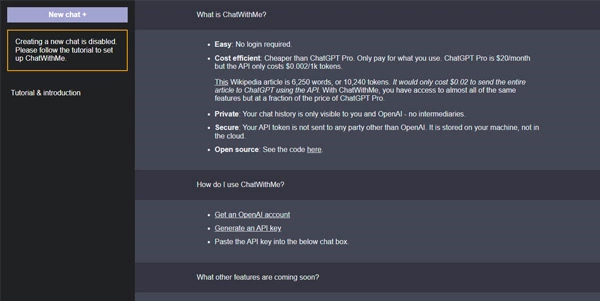 New chat +
Creating a new chat is disabled.
Please follow the tutorial to set
up ChatWithMe.
Tutorial & introduction
What is ChatWithMe?
Easy: No login required.
Cost efficient: Cheaper than ChatGPT Pro. Only pay for what you use. ChatGPT Pro is $20/month
but the API only costs $0.002/1k tokens.
This Wikipedia article is 6,250 words, or 10,240 tokens. It would only cost $0.02 to send the entire
article to ChatGPT using the API. With ChatWithMe, you have access to almost all of the same
features but at a fraction of the price of ChatGPT Pro.
Private: Your chat history is only visible to you and OpenAI - no intermediaries.
Secure: Your API token is not sent to any party other than OpenAI. It is stored on your machine, not in
the cloud.
Open source: See the code here.
How do I use ChatWithMe?
Get an OpenAI account
Generate an API key
Paste the API key into the below chat box.
What other features are coming soon?